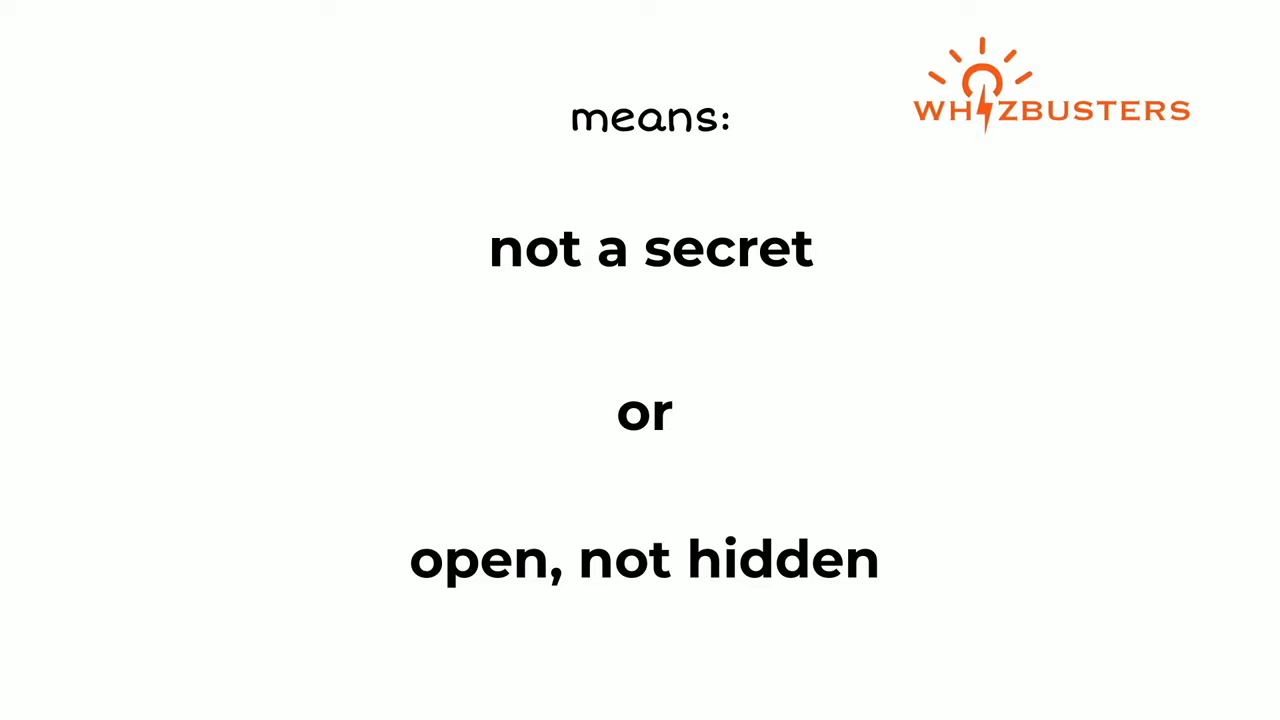 means:
WHIZBUSTERS
not a secret
or
open, not hidden